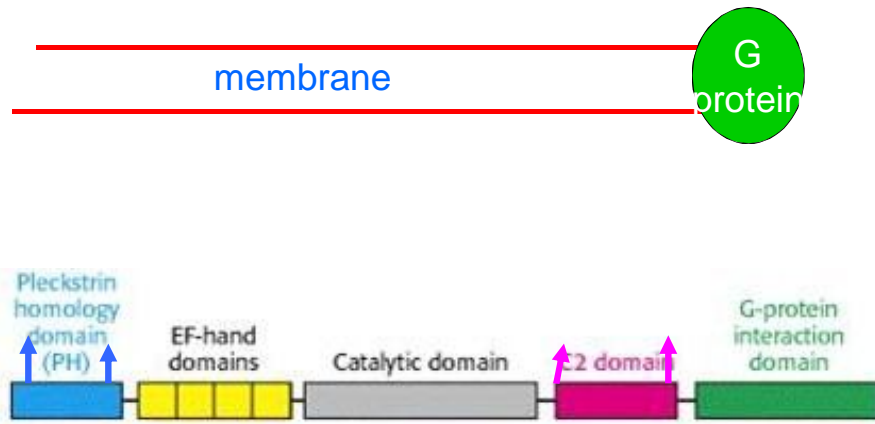 membrane
G
protein
Pleckstrin
homology
domain
(PH)
EF-hand
domains
Catalytic domain
C2 domain
G-protein
interaction
domain